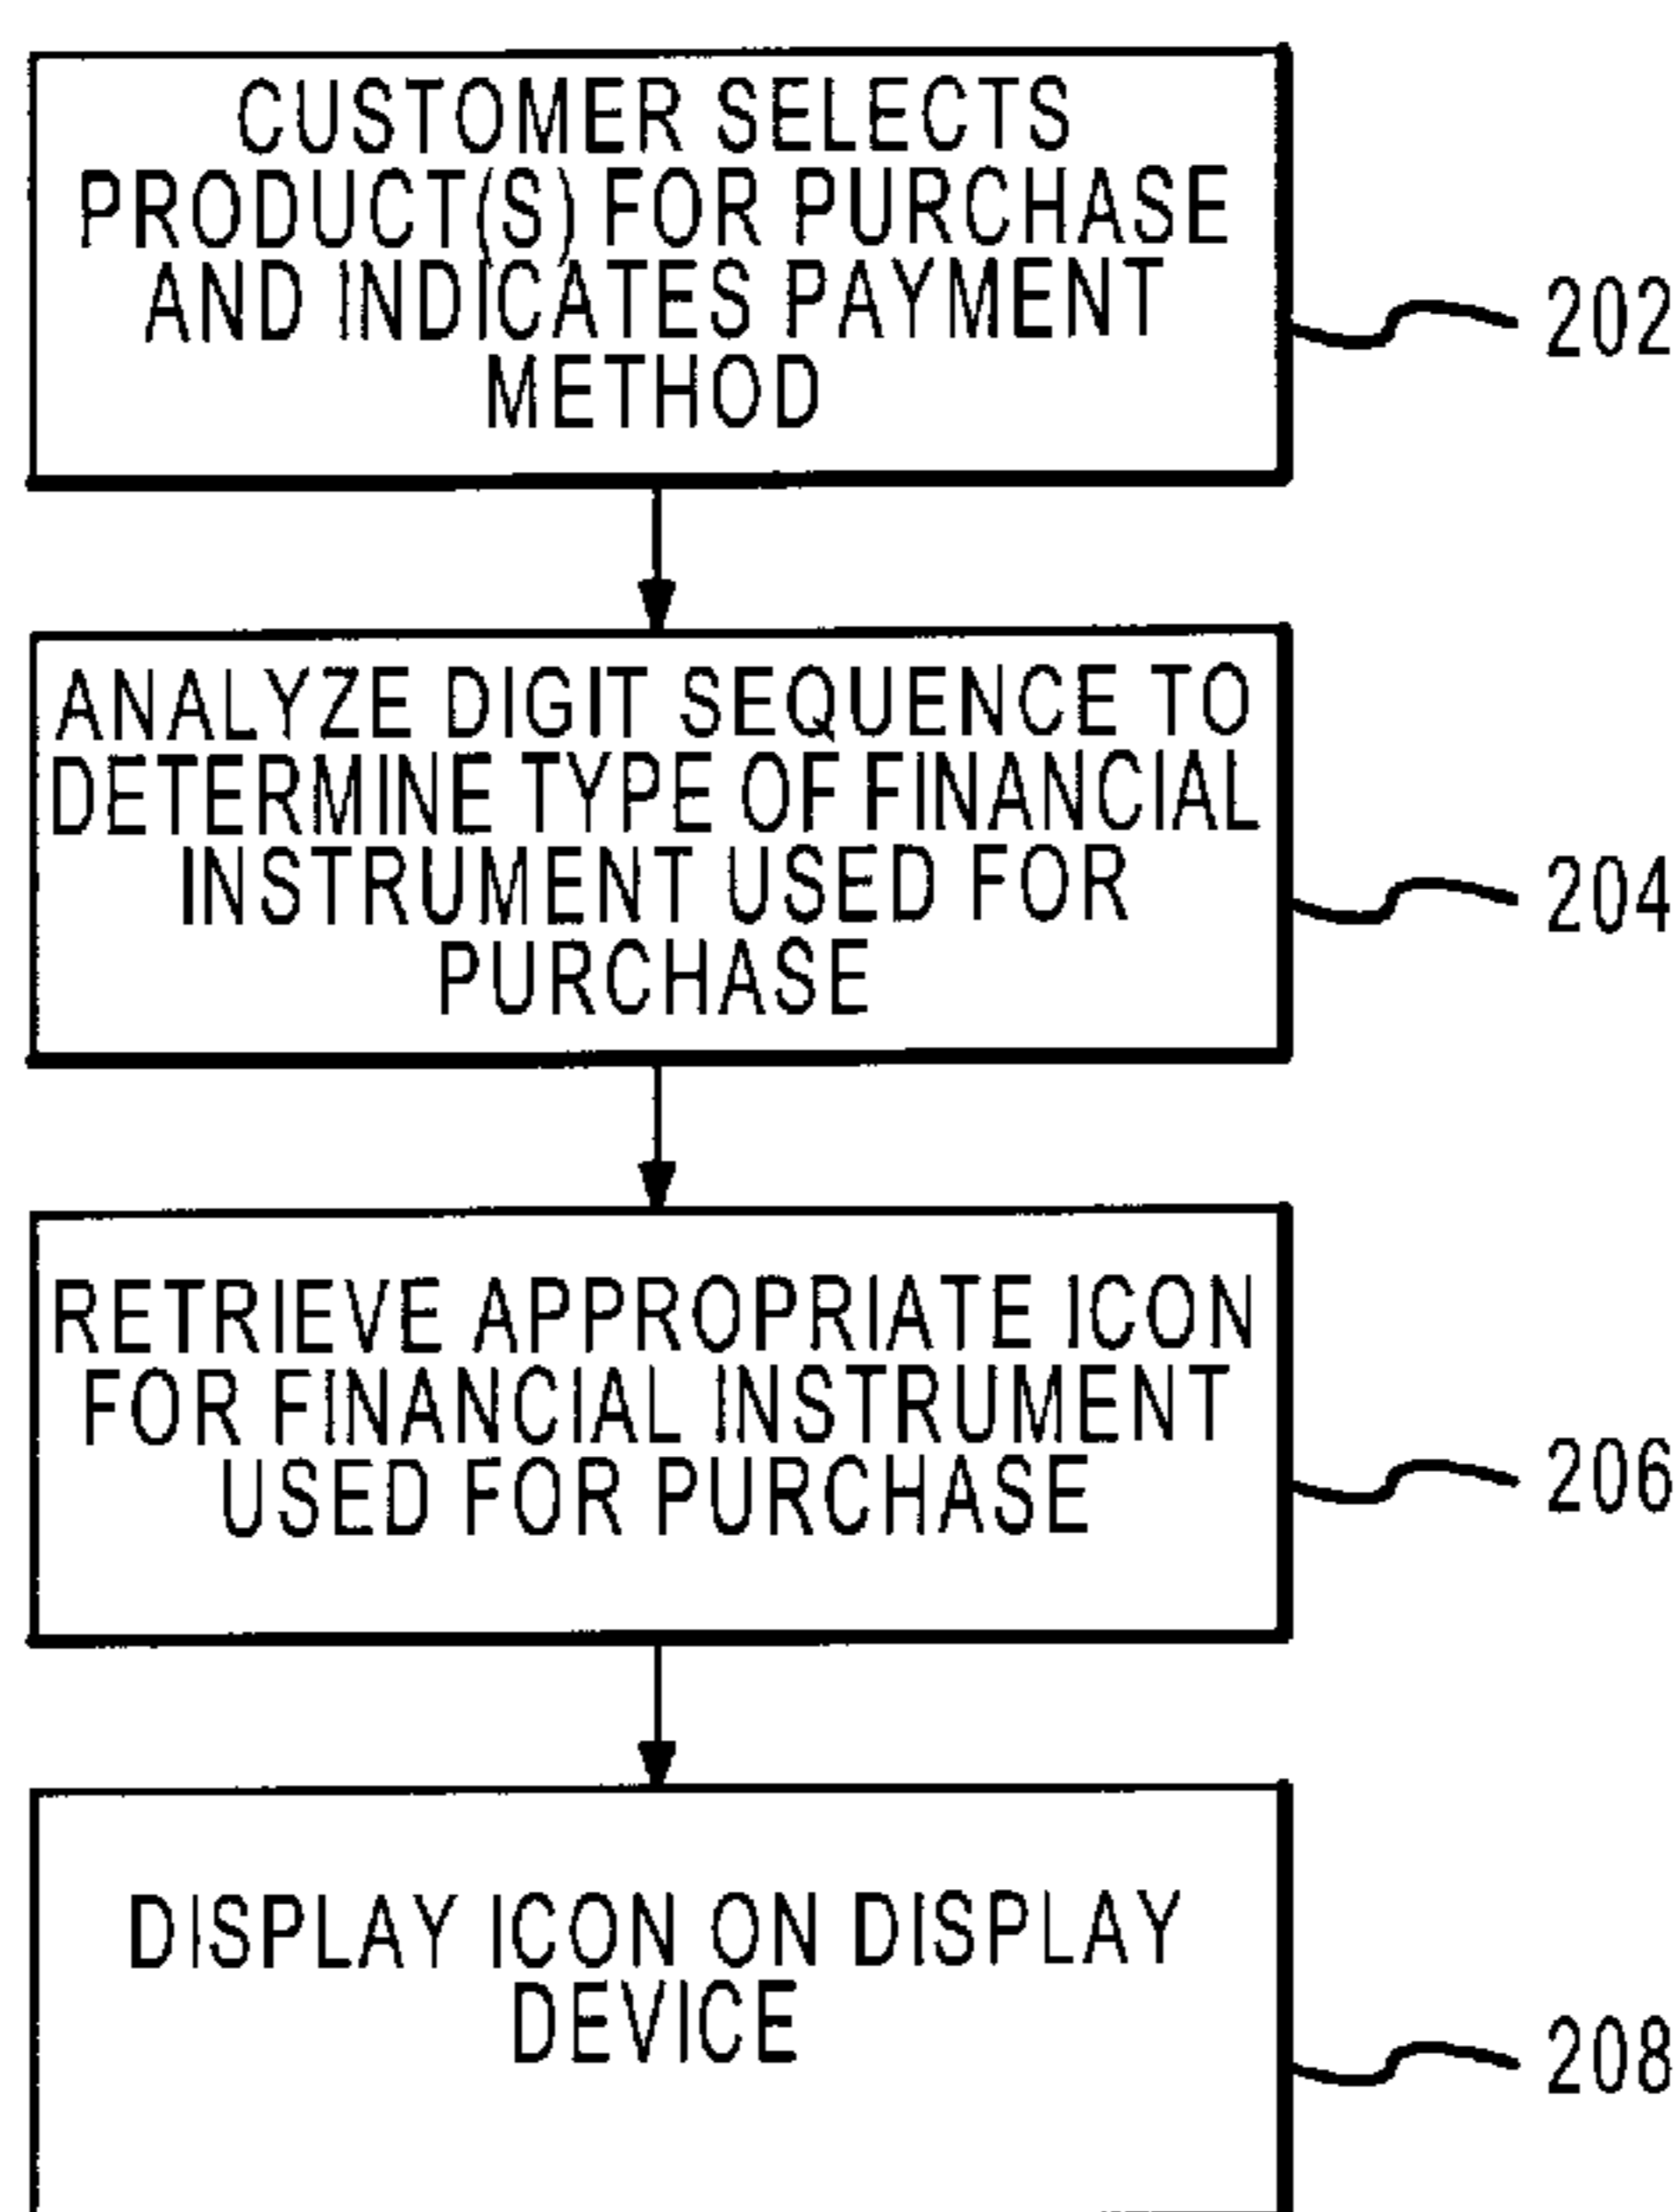 CUSTOMER SELECTS
PRODUCT(S) FOR PURCHASE
AND INDICATES PAYMENT
METHOD
202
ANALYZE DIGIT SEQUENCE TO
DETERMINE TYPE OF FINANCIAL
INSTRUMENT USED FOR
PURCHASE
204
RETRIEVE APPROPRIATE ICON
FOR FINANCIAL INSTRUMENT
USED FOR PURCHASE
206
DISPLAY ICON ON DISPLAY
DEVICE
208